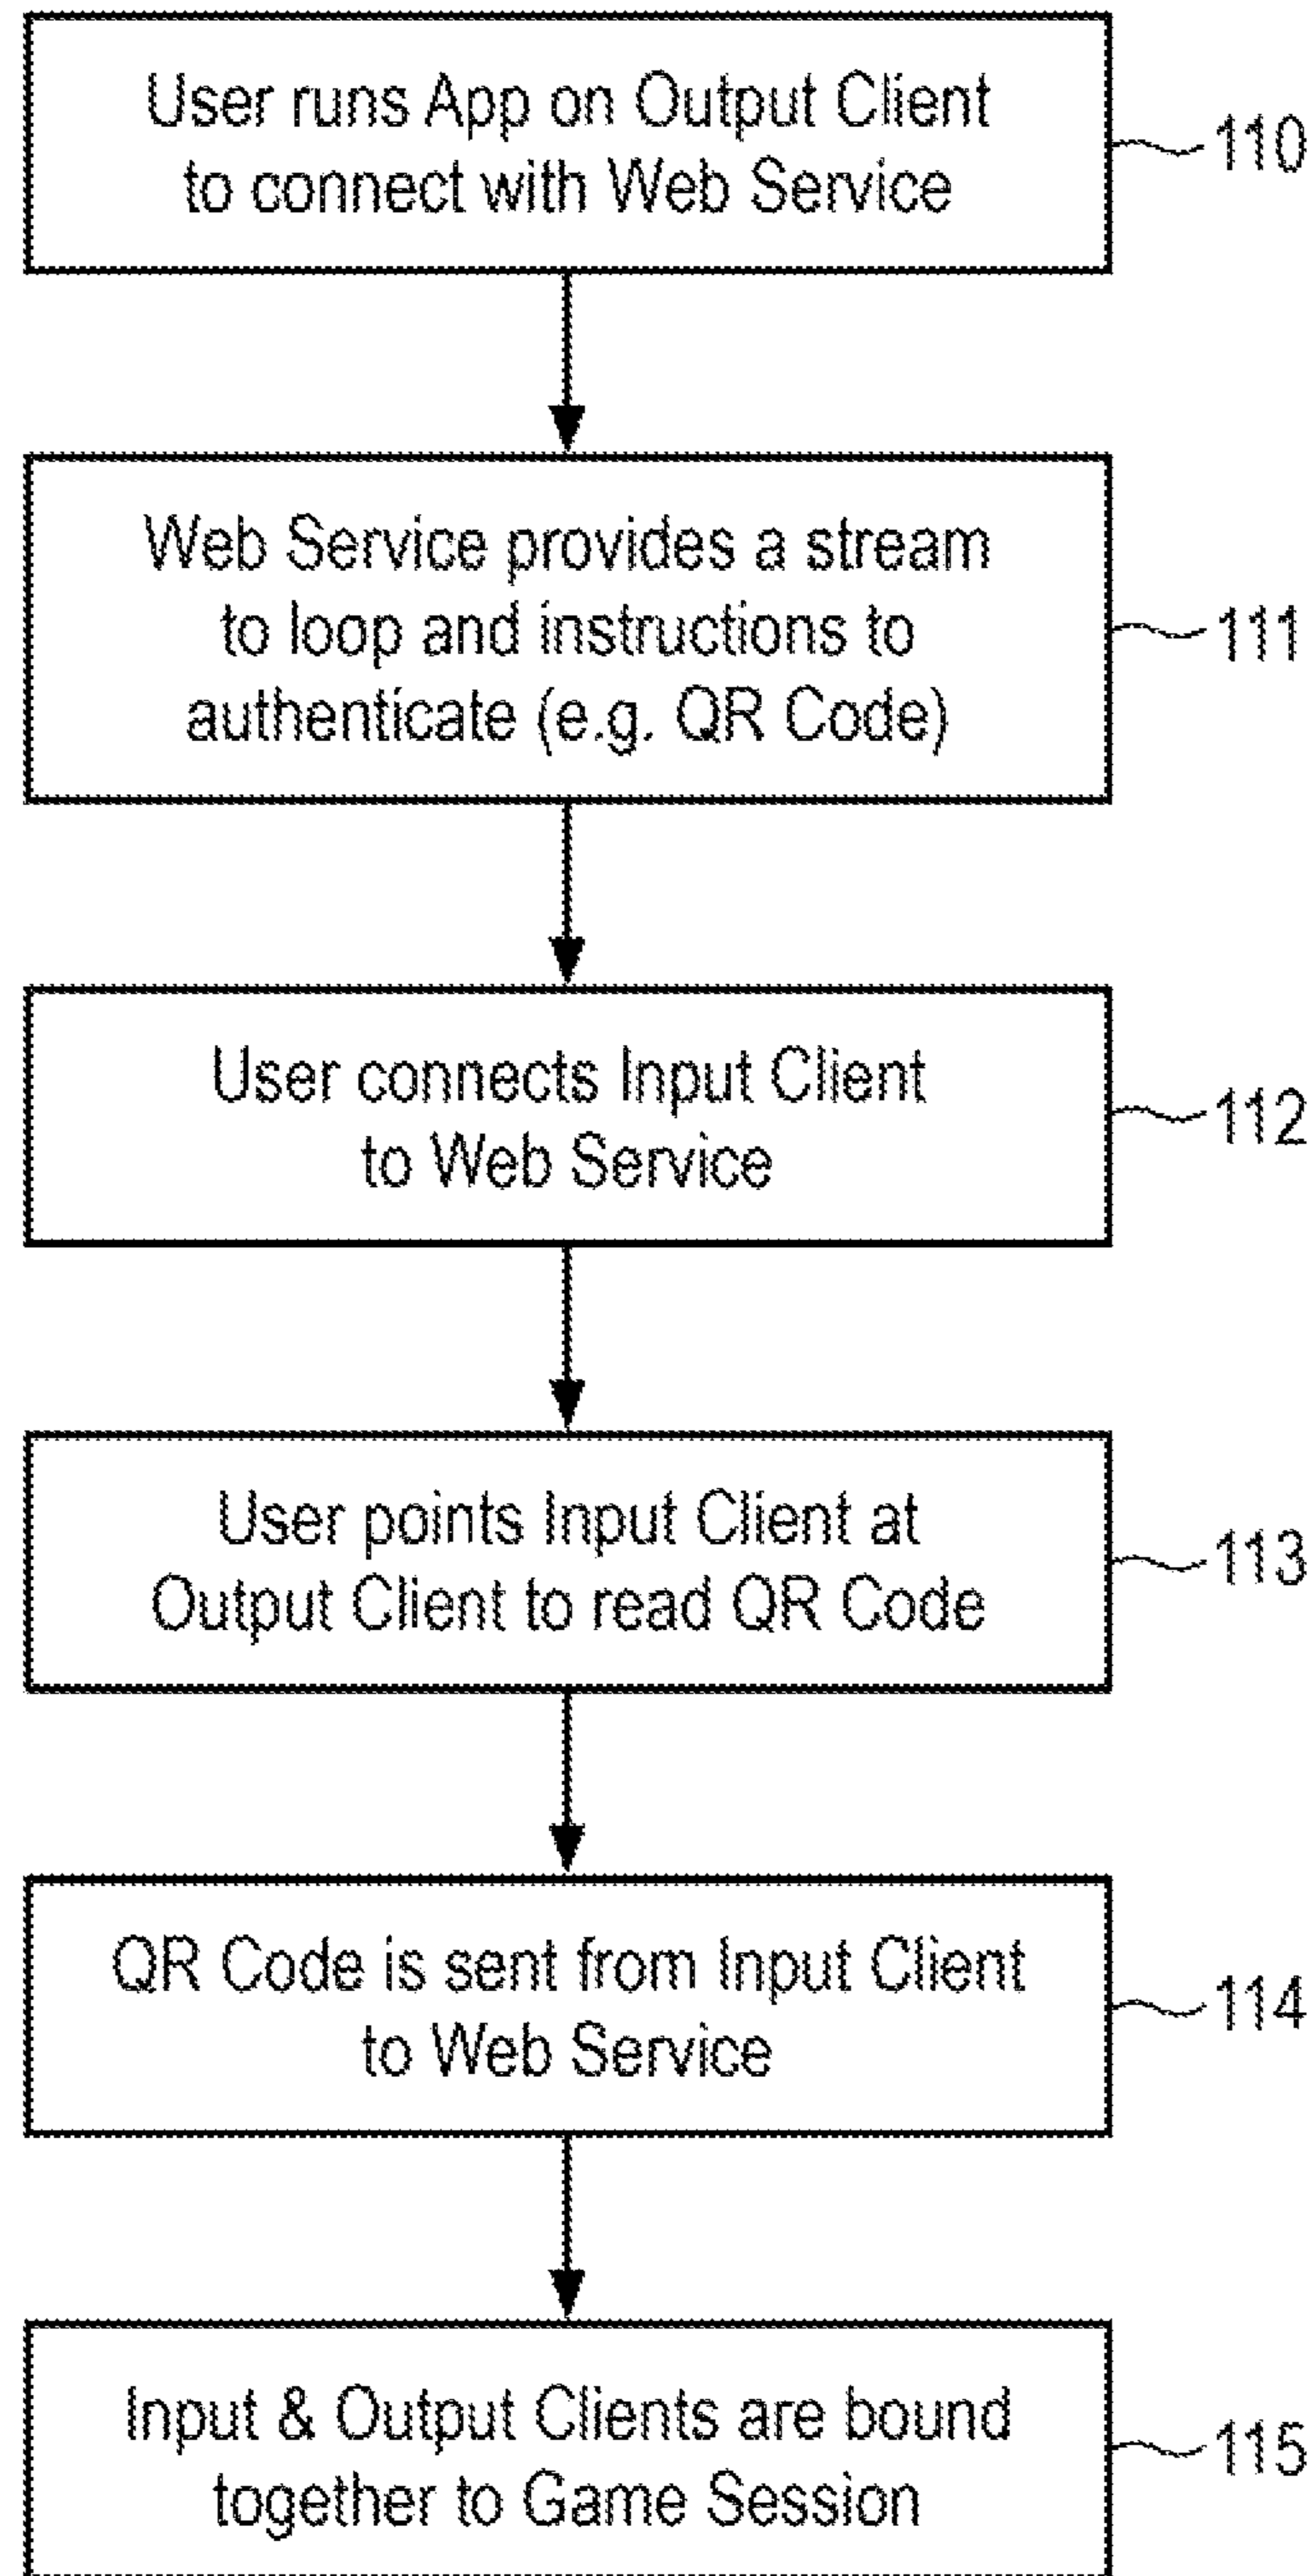 User runs App on Output Client
to connect with Web Service
110
Web Service provides a stream
to loop and instructions to
authenticate (e.g. QR Code)
111
User connects Input Client
to Web Service
112
User points Input Client at
Output Client to read QR Code
113
QR Code is sent from Input Client
to Web Service
114
Input & Output Clients are bound
together to Game Session
115